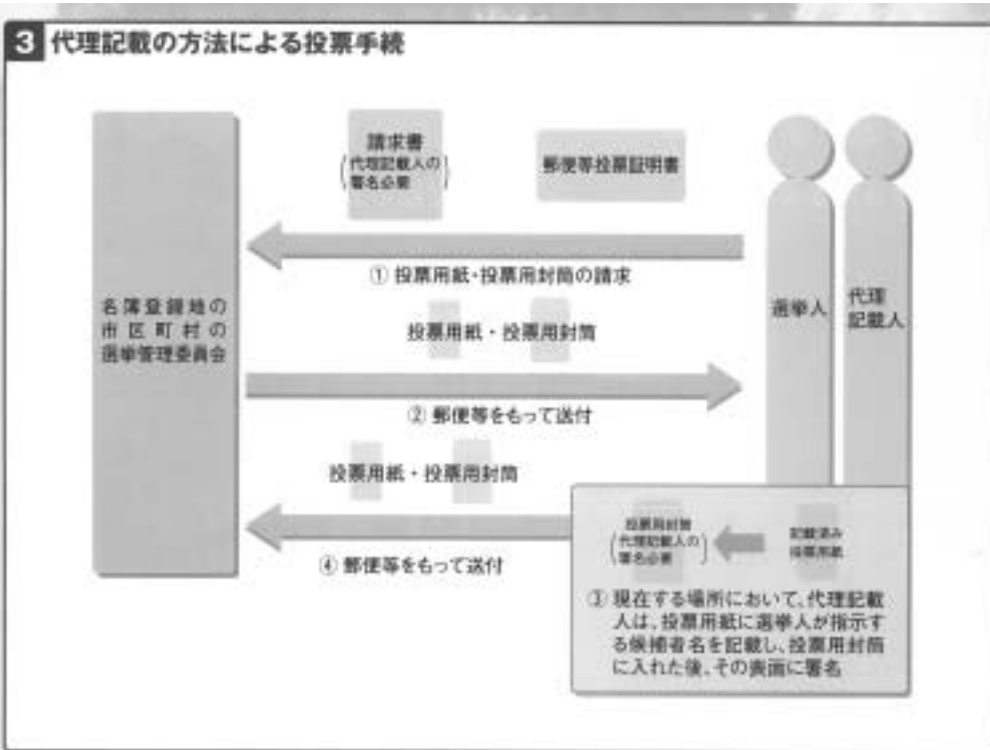 3 代理記載の方法による投票手続
請求書
(代理記載人の
署名必要)
郵便等投票証明書
① 投票用紙・投票用封筒の請求
名簿登録地の
市区町村の
選挙管理委員会
選挙人
代理
記載人
投票用紙・投票用封筒
② 郵便等をもって送付
投票用紙・投票用封筒
④ 郵便等をもって送付
投票用封筒
(代理記載人の
署名必要)
記載済み
投票用紙
③ 現在する場所において、代理記載
人は、投票用紙に選挙人が指示す
る候補者名を記載し、投票用封筒
に入れた後、その表面に署名